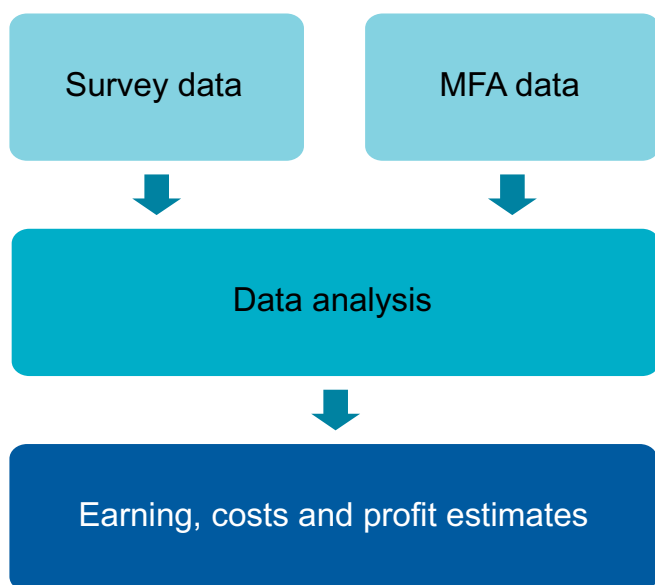 Survey data
MFA data
Data analysis
Earning, costs and profit estimates